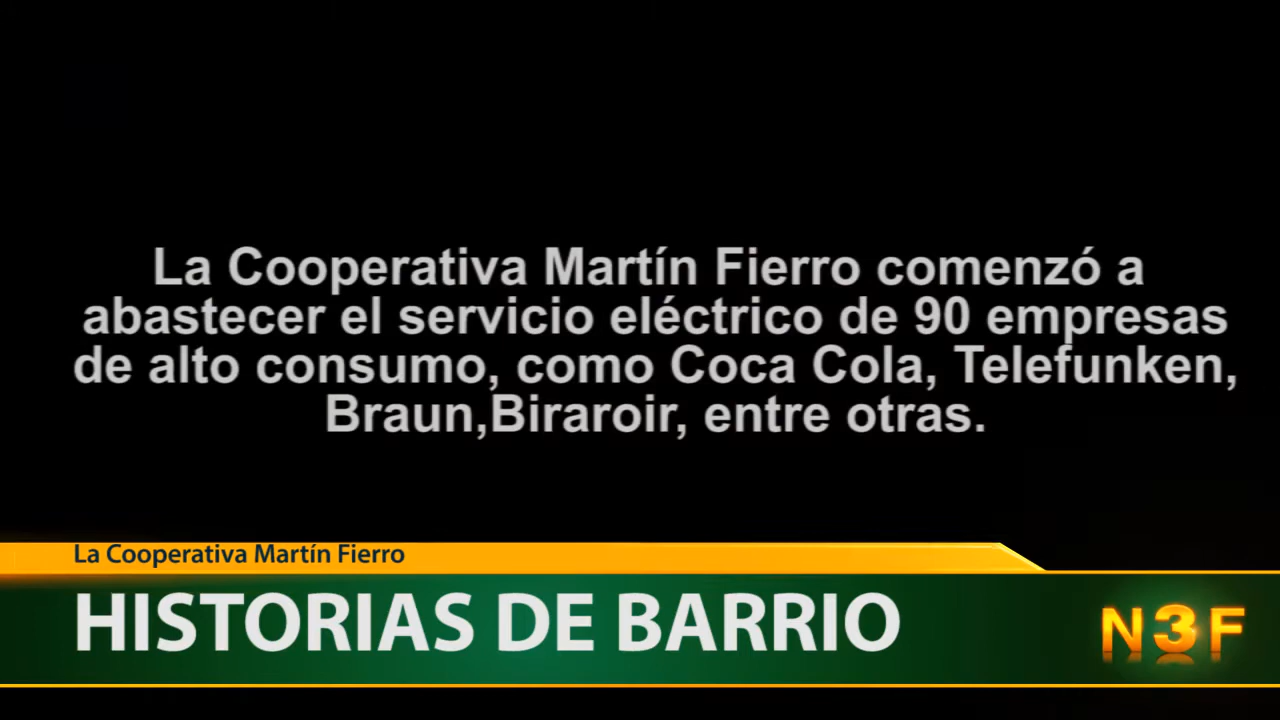 La Cooperativa Martín Fierro comenzó a
abastecer el servicio eléctrico de 90 empresas
de alto consumo, como Coca Cola, Telefunken,
Braun,Biraroir, entre otras.
La Cooperativa Martín Fierro
HISTORIAS DE BARRIO
N3F